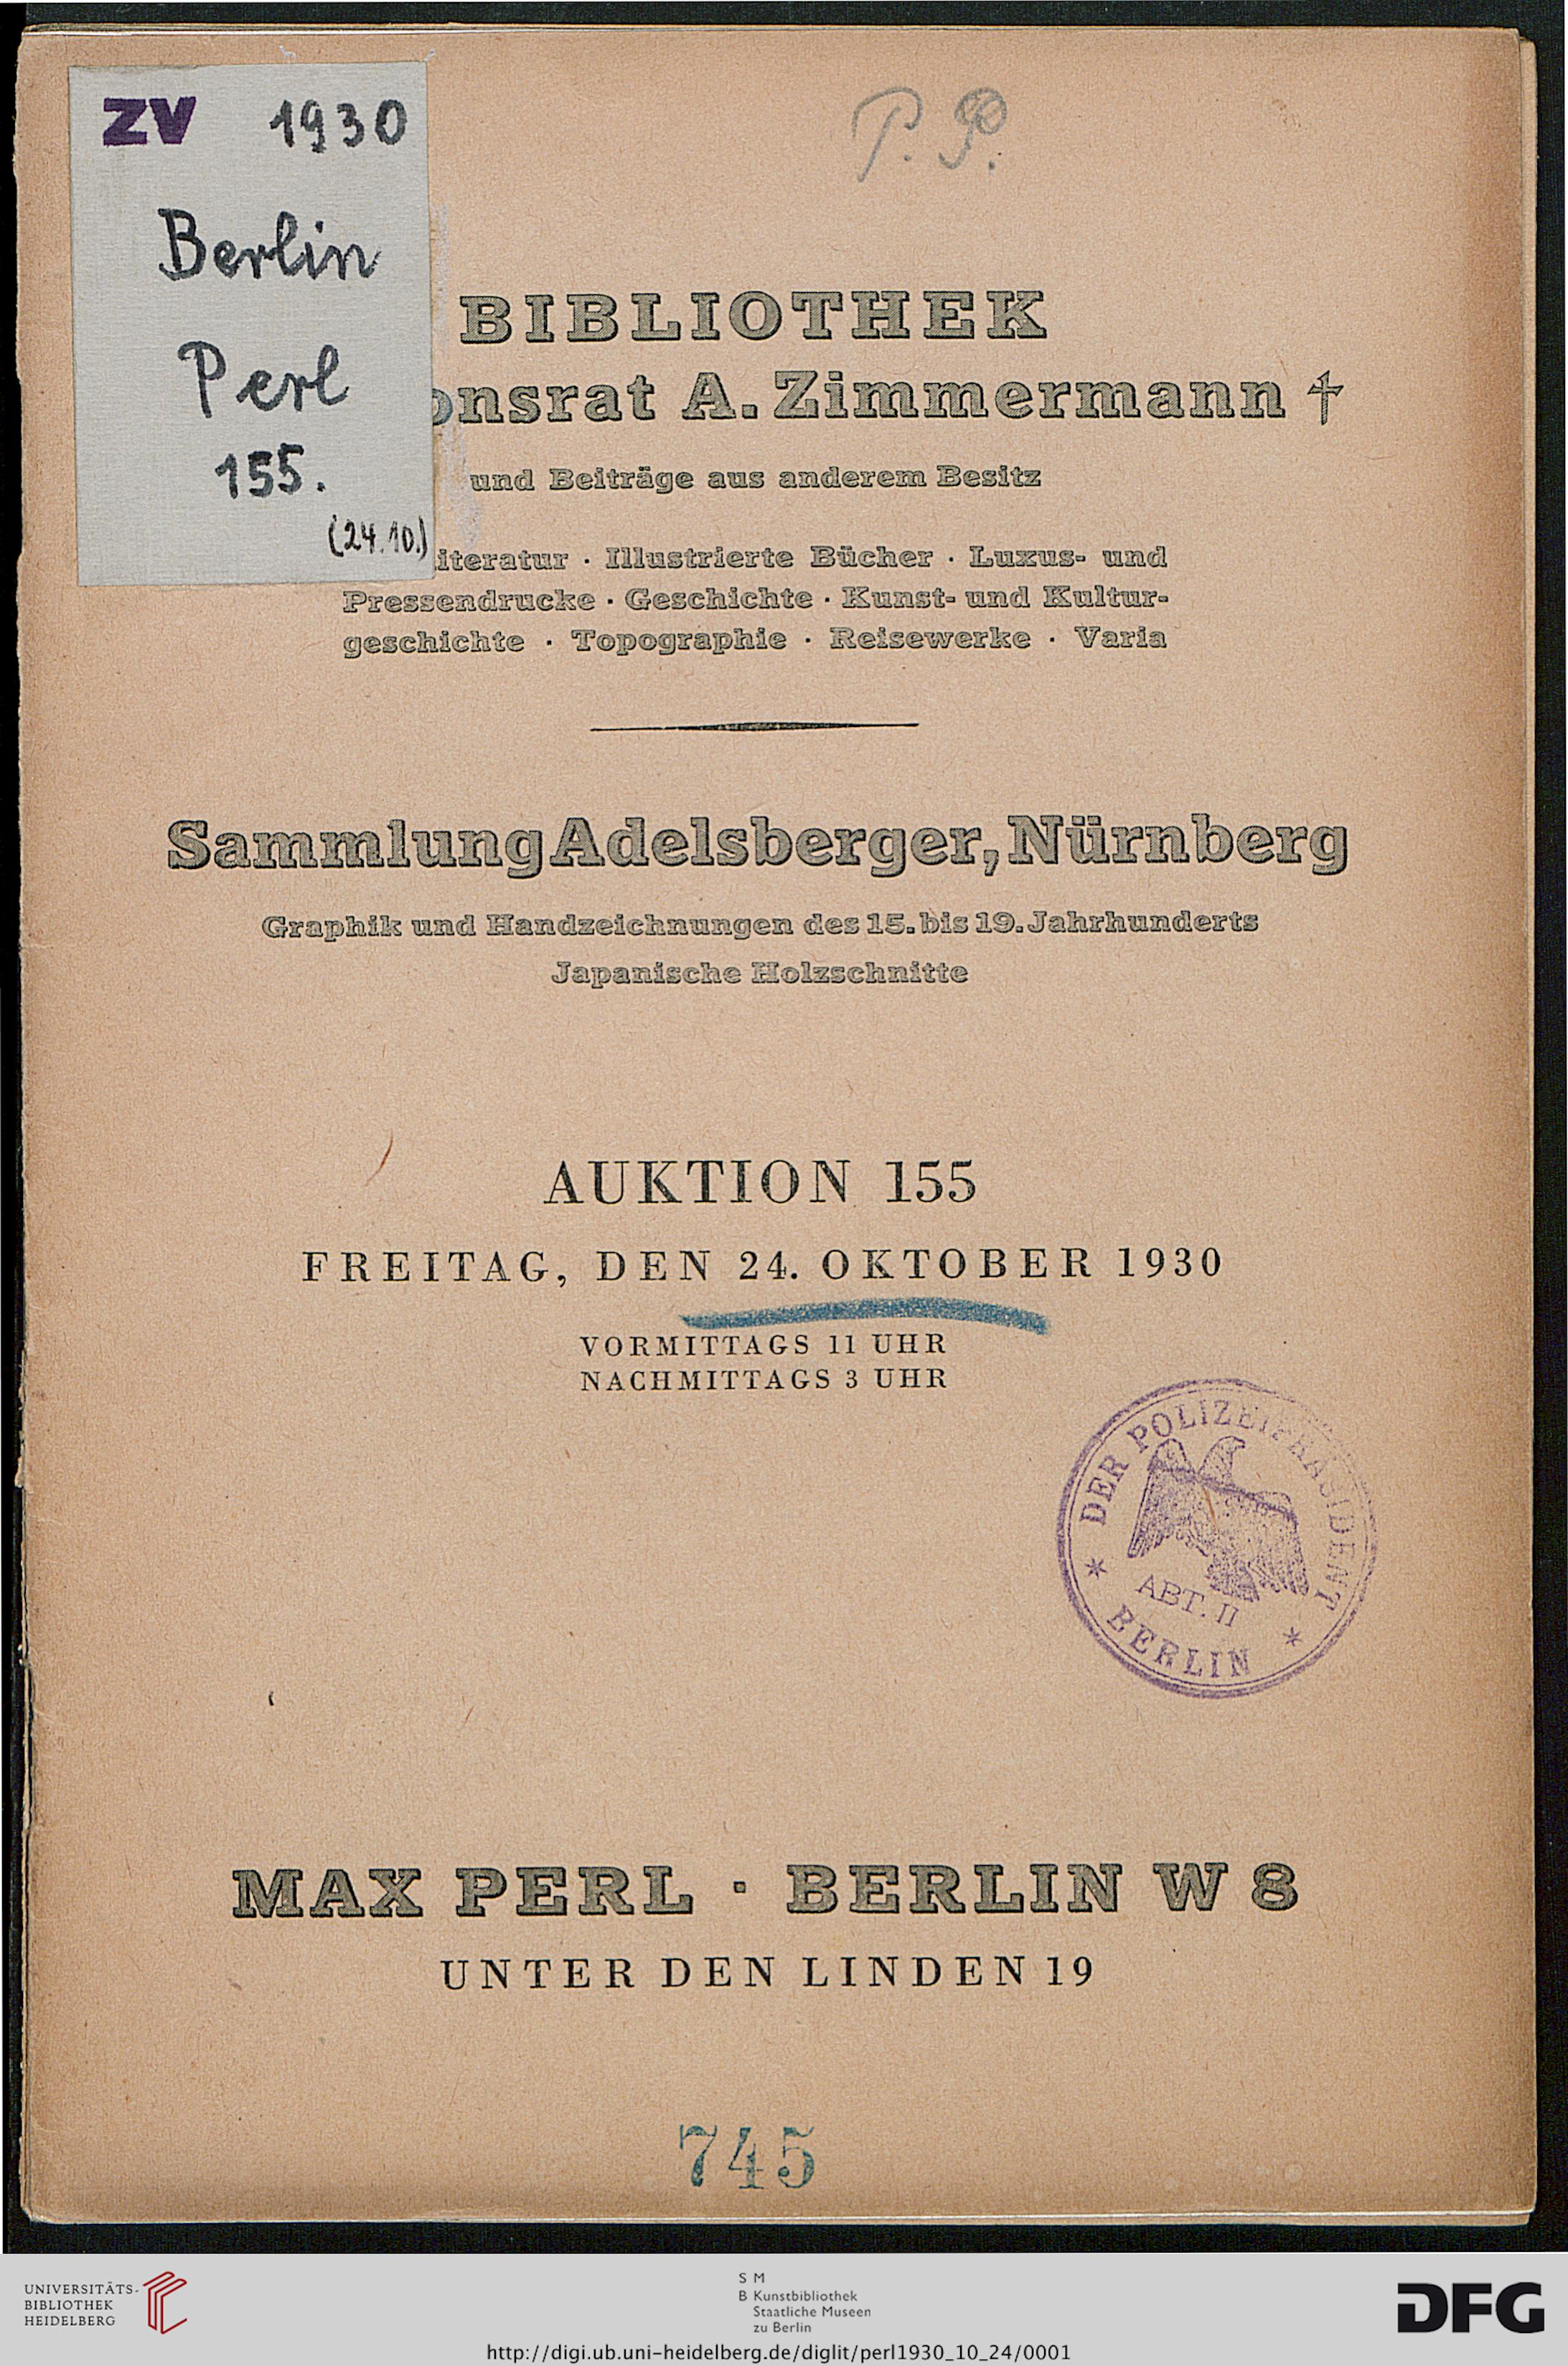 ZV 1930
Berlin
Perl
155.
(24.10.)
P. P.
BIBLIOTHEK
onsrat A. Zimmermann †
und Beiträge aus anderem Besitz
iteratur · Illustrierte Bücher · Luxus- und
Pressendrucke · Geschichte · Kunst- und Kultur-
geschichte · Topographie · Reisewerke · Varia
Sammlung Adelsberger, Nürnberg
Graphik und Handzeichnungen des 15. bis 19. Jahrhunderts
Japanische Holzschnitte
AUKTION 155
FREITAG, DEN 24. OKTOBER 1930
VORMITTAGS 11 UHR
NACHMITTAGS 3 UHR
DER POLIZEIPRÄSIDENT
* ABT. II *
BERLIN
MAX PERL · BERLIN W 8
UNTER DEN LINDEN 19
745
UNIVERSITÄTS-
BIBLIOTHEK
HEIDELBERG
S M
B Kunstbibliothek
Staatliche Museen
zu Berlin
DFG
http://digi.ub.uni-heidelberg.de/diglit/perl1930_10_24/0001